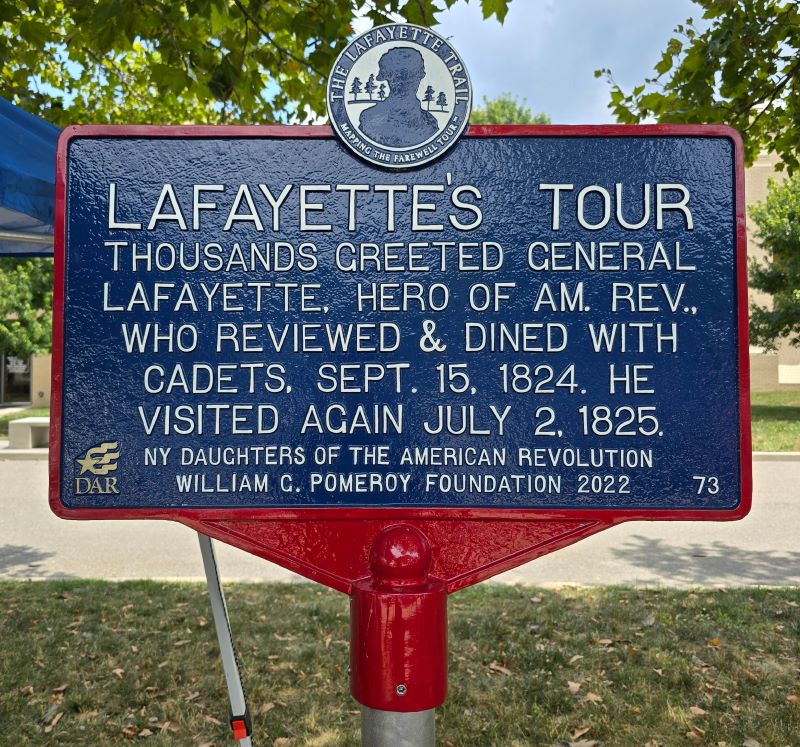 THE LAFAYETTE TRAIL
MAPPING THE FAREWELL TOUR
LAFAYETTE'S TOUR
THOUSANDS GREETED GENERAL
LAFAYETTE, HERO OF AM. REV.,
WHO REVIEWED & DINED WITH
CADETS, SEPT. 15, 1824. HE
VISITED AGAIN JULY 2, 1825.
NY DAUGHTERS OF THE AMERICAN REVOLUTION
WILLIAM G. POMEROY FOUNDATION 2022 73
DAR